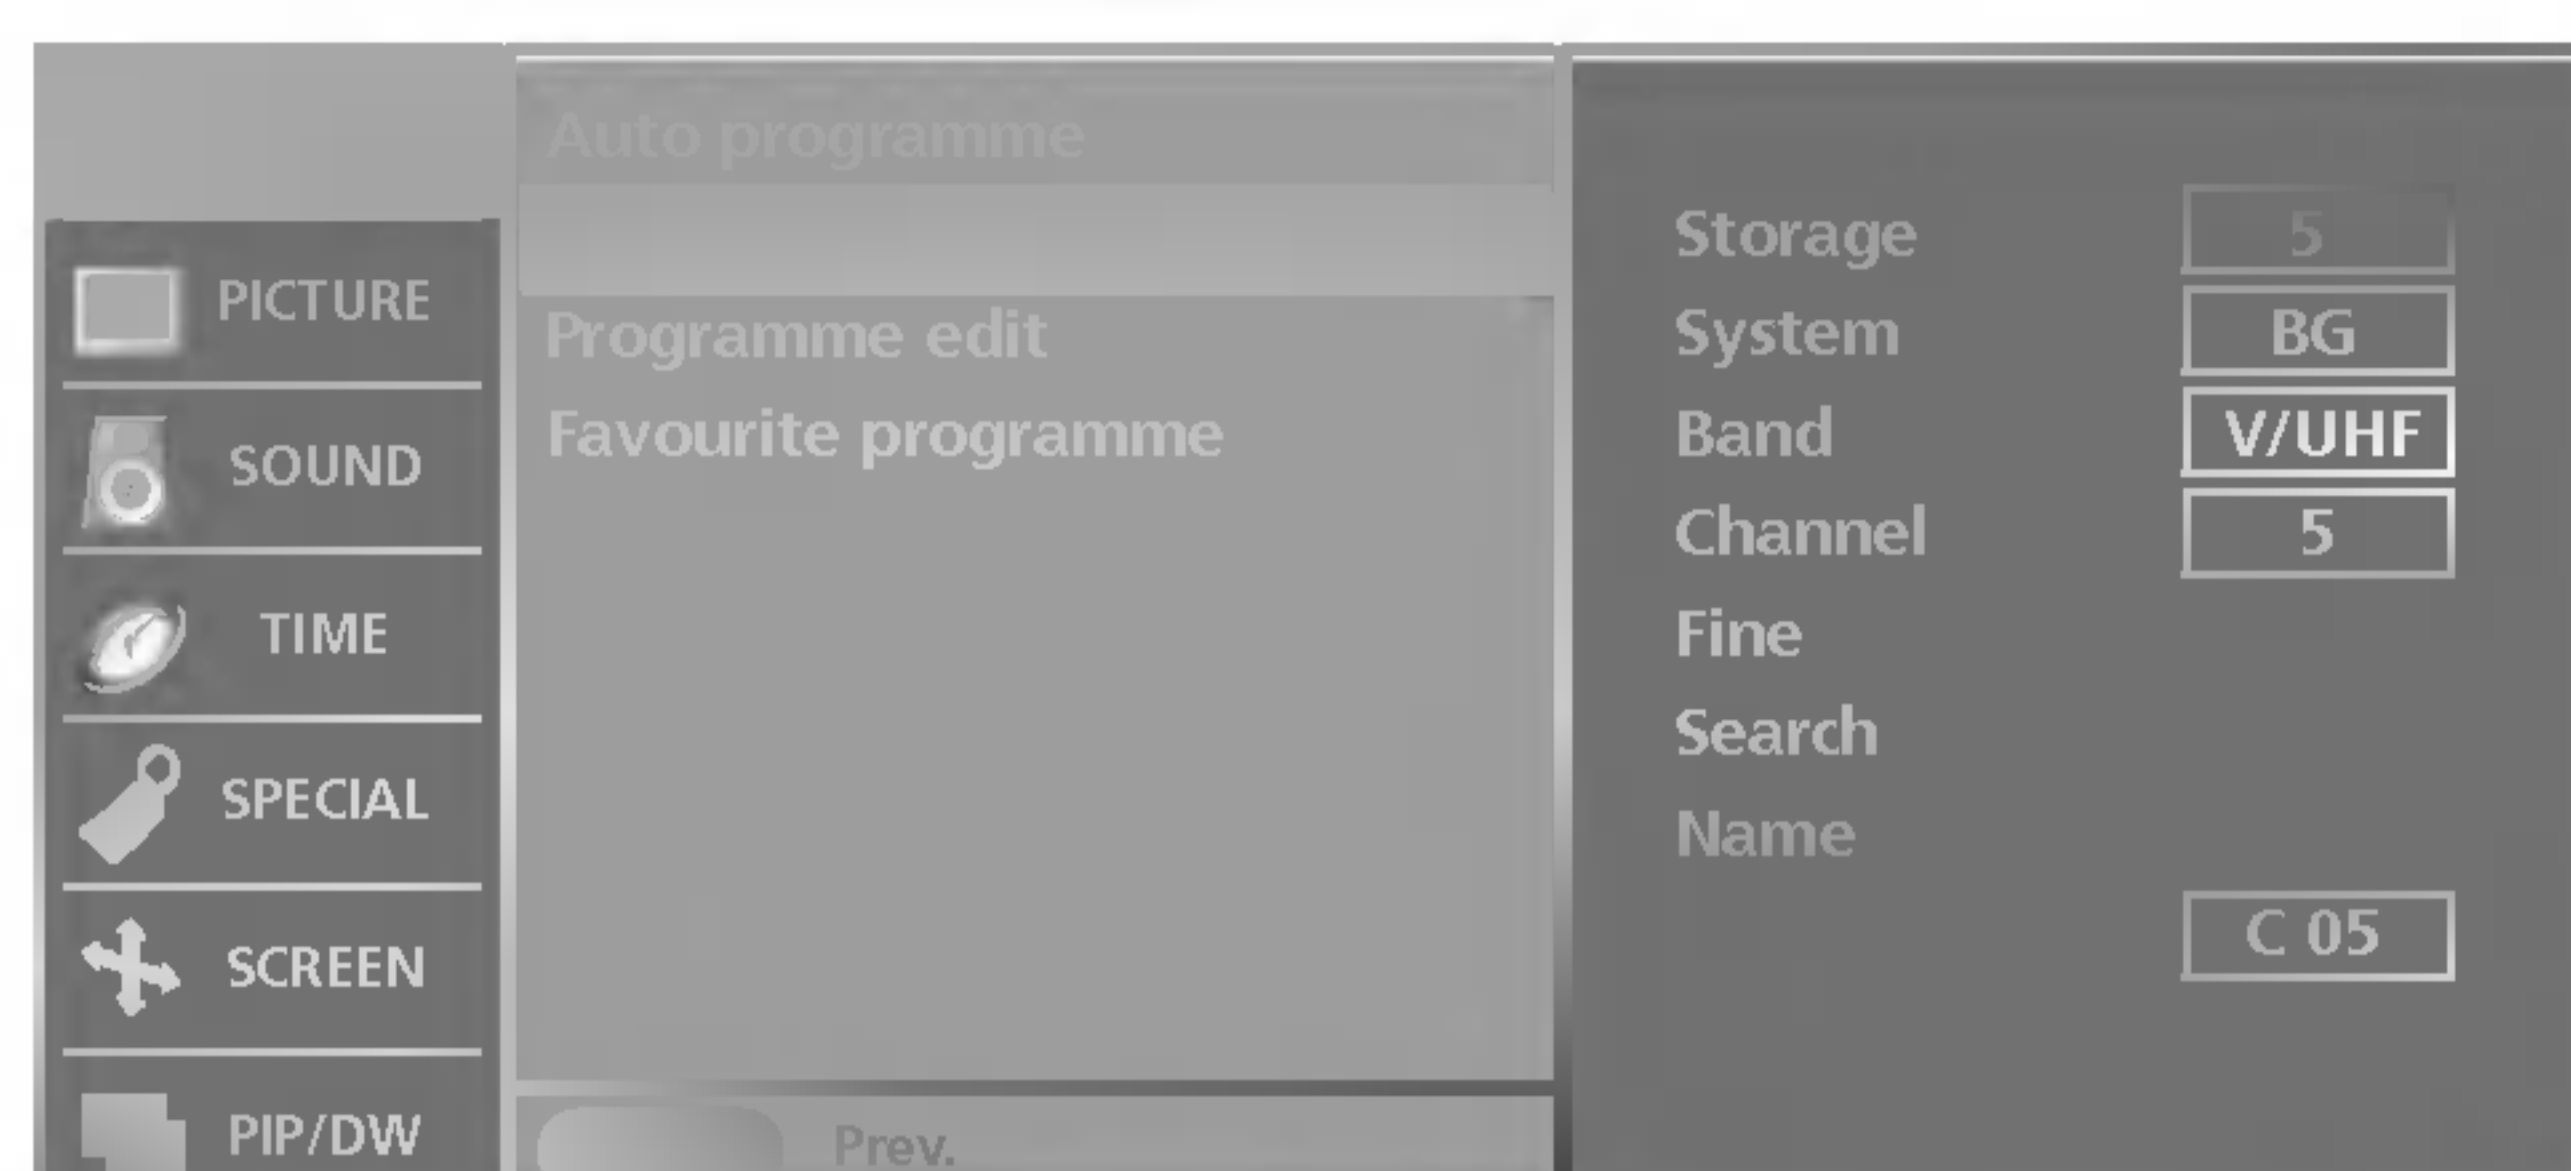 Auto programme
Programme edit
Favourite programme
PICTURE
SOUND
TIME
SPECIAL
SCREEN
PIP/DW
Prev.
Storage 5
System BG
Band V/UHF
Channel 5
Fine
Search
Name
C 05